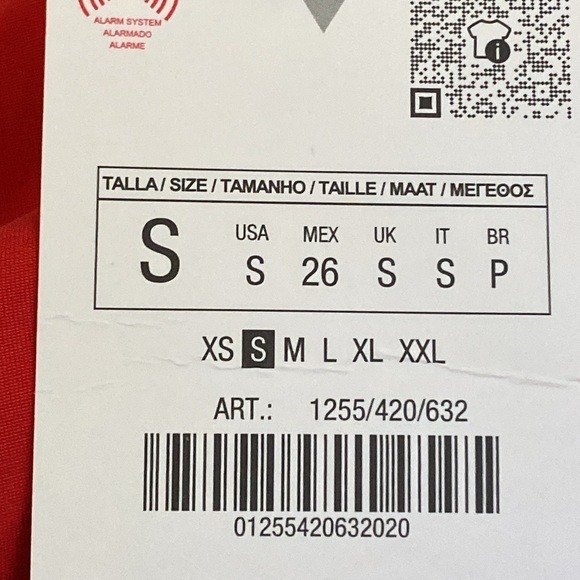 ALARM SYSTEM
ALARMADO
ALARME
i
TALLA / SIZE / TAMANHO / TAILLE / MAAT / ΜΕΓΕΘΟΣ
USA MEX UK IT BR
S S 26 S S P
XS S M L XL XXL
ART.: 1255/420/632
01255420632020